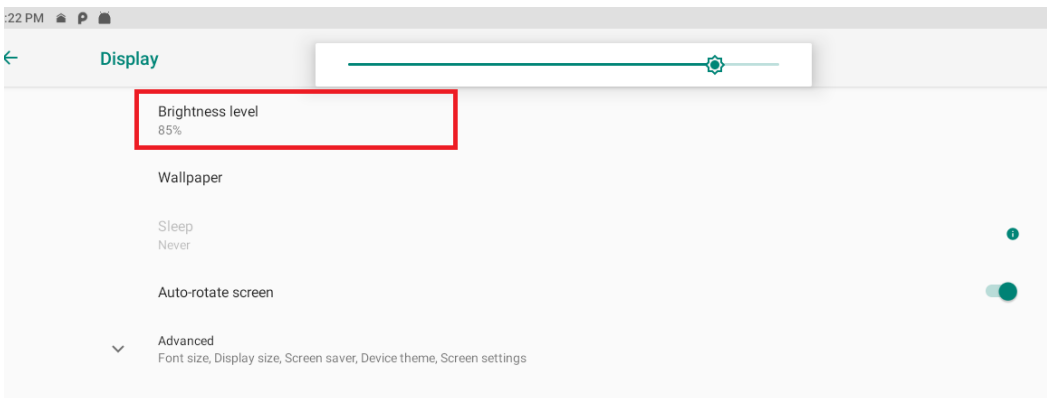 :22 PM
Display
Brightness level
85%
Wallpaper
Sleep
Never
Auto-rotate screen
Advanced
Font size, Display size, Screen saver, Device theme, Screen settings